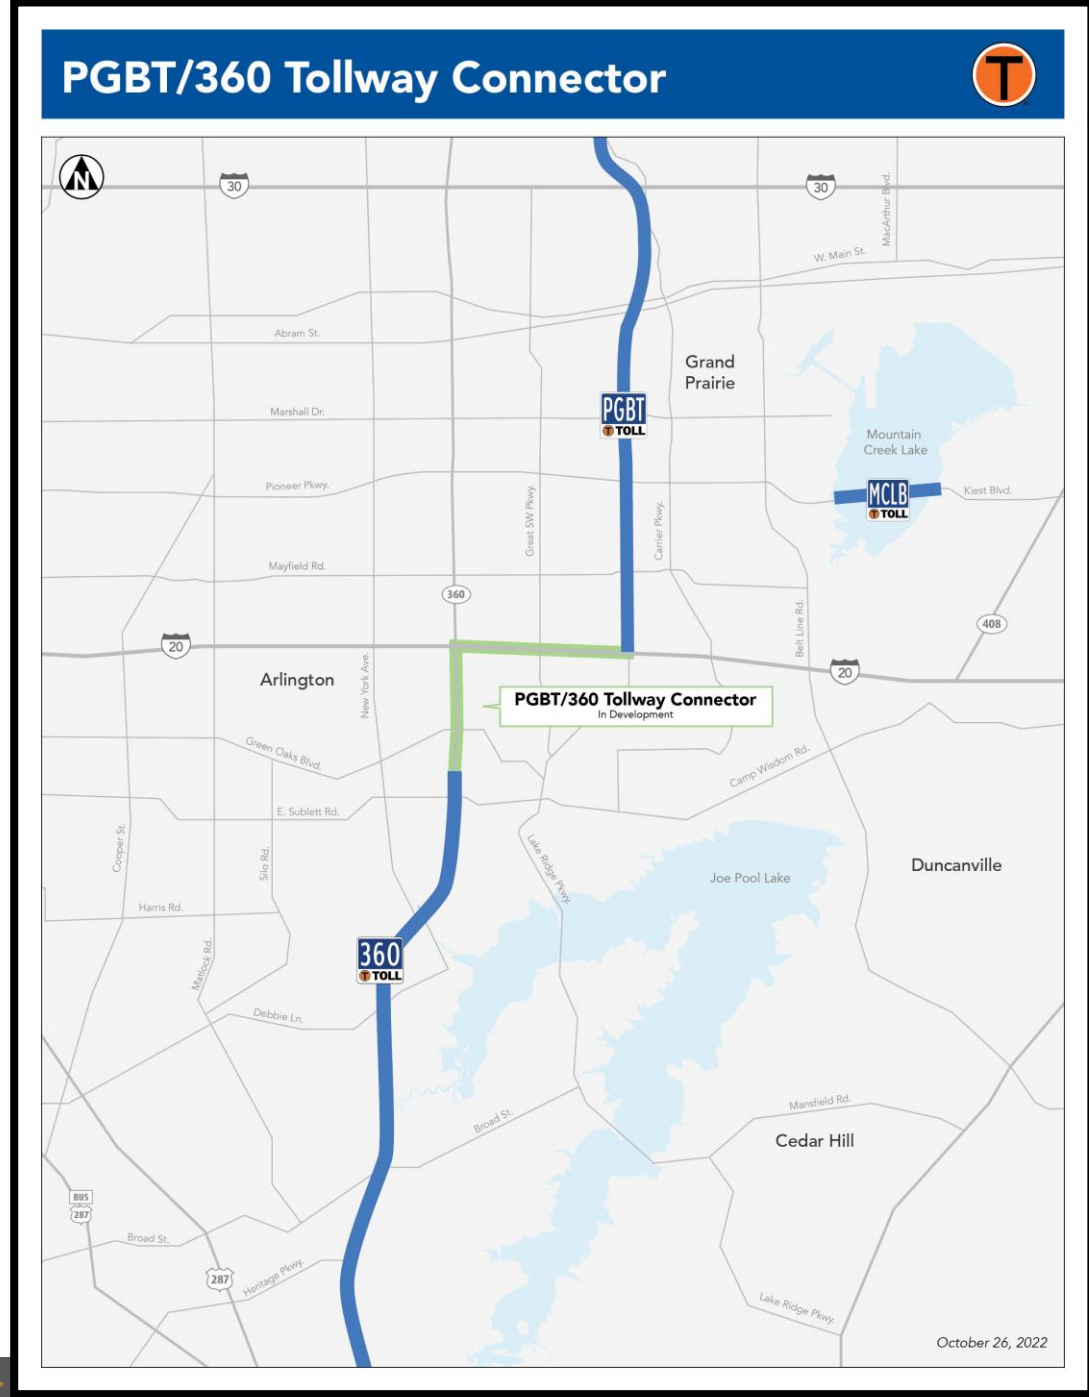 PGBT/360 Tollway Connector
T
N
30
30
MacArthur Blvd.
W. Main St.
Abram St.
Grand
Prairie
PGBT
T TOLL
Marshall Dr.
Mountain
Creek Lake
Pioneer Pkwy.
Great SW Pkwy.
Carrier Pkwy.
MCLB
T TOLL
Kiest Blvd.
Mayfield Rd.
360
Belt Line Rd.
408
20
20
Arlington
New York Ave.
PGBT/360 Tollway Connector
In Development
Green Oaks Blvd.
Camp Wisdom Rd.
E. Sublett Rd.
Cooper St.
Silo Rd.
Lake Ridge Pkwy.
Joe Pool Lake
Duncanville
Harris Rd.
Matlock Rd.
360
T TOLL
Debbie Ln.
Broad St.
Mansfield Rd.
Cedar Hill
BUS
287
Broad St.
287
Heritage Pkwy.
Lake Ridge Pkwy.
October 26, 2022